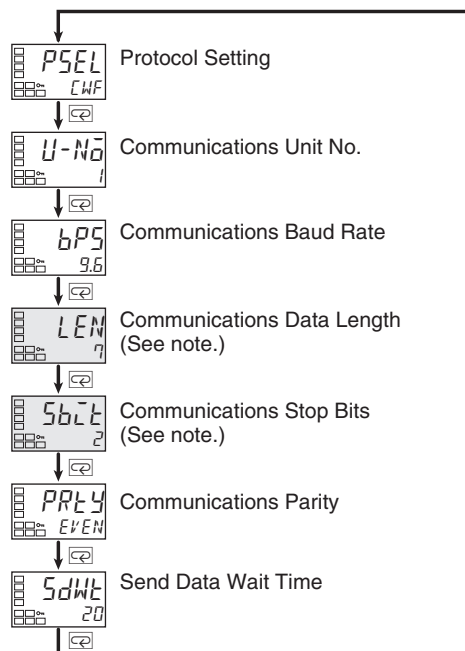 PSEL
CWF
Protocol Setting
U-No
1
Communications Unit No.
bPS
9.6
Communications Baud Rate
LEN
7
Communications Data Length
(See note.)
Sbit
2
Communications Stop Bits
(See note.)
PRtY
EVEN
Communications Parity
SdWt
20
Send Data Wait Time